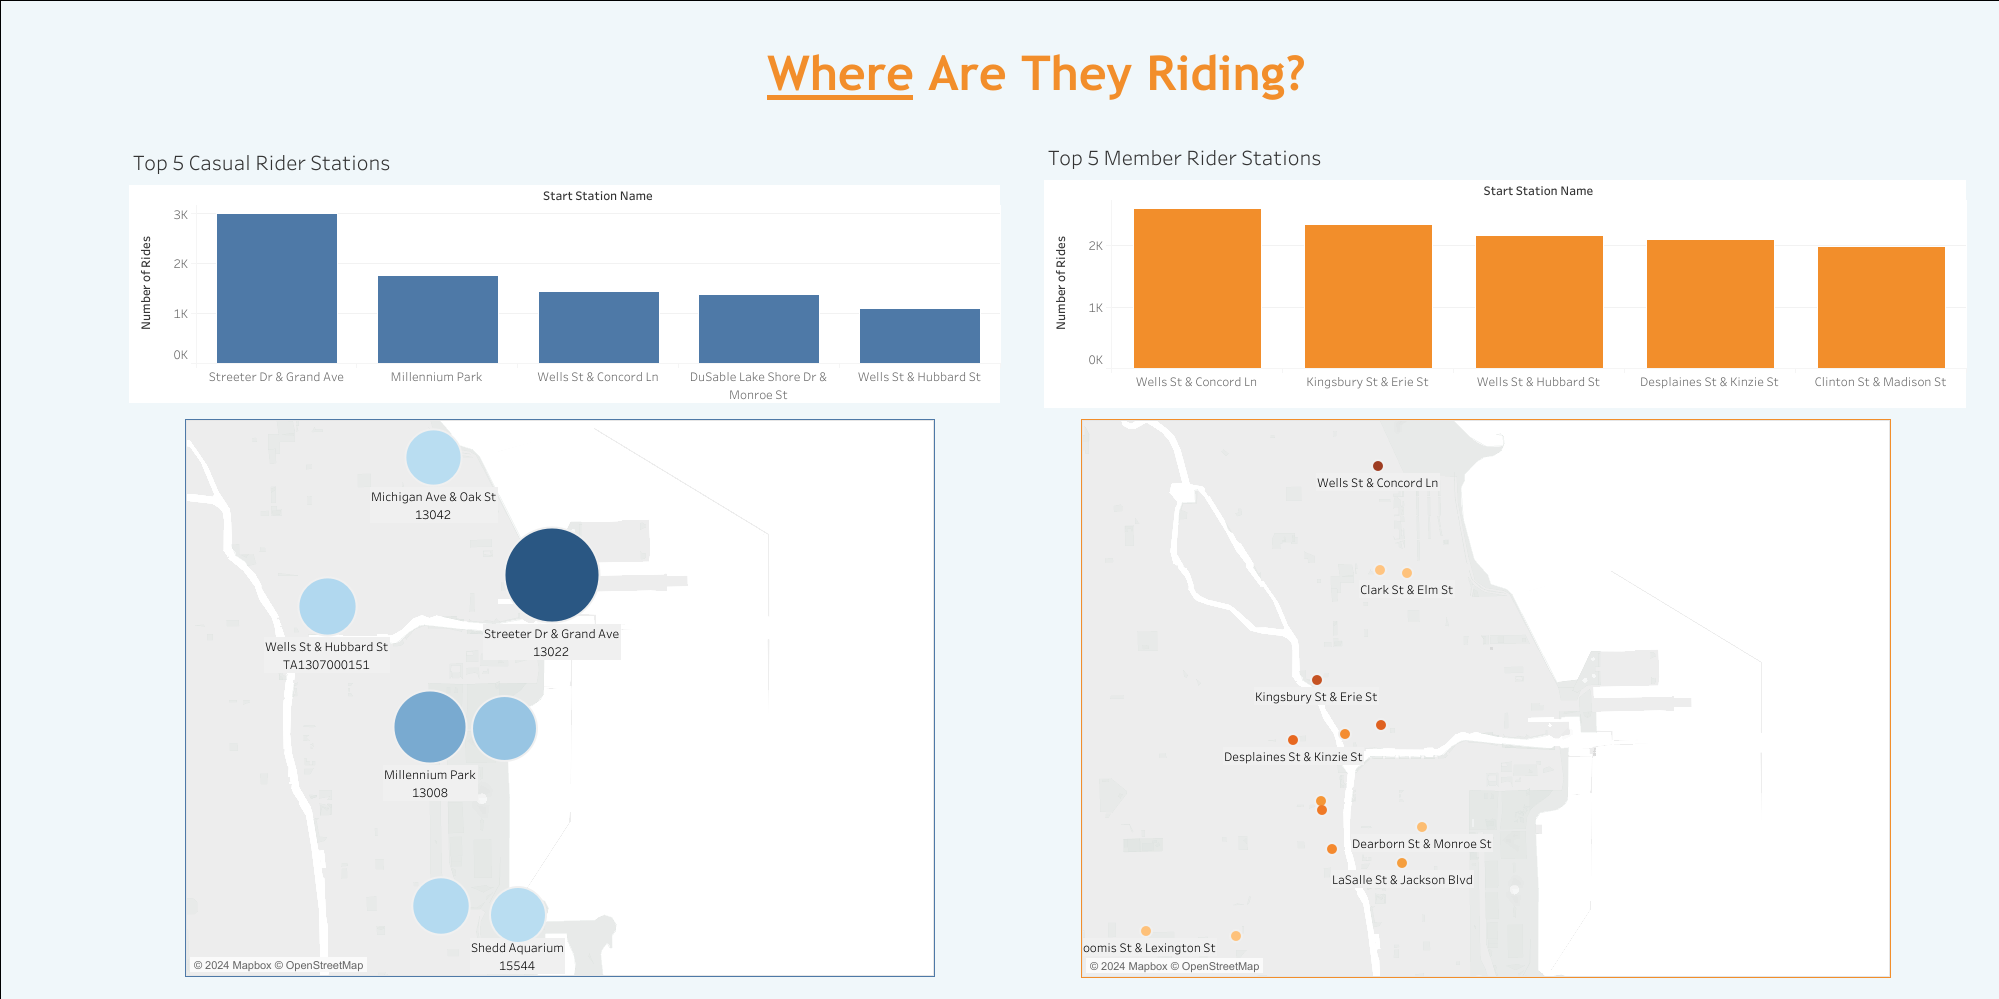 Where Are They Riding?
Top 5 Casual Rider Stations
Start Station Name
Number of Rides
3K
2K
1K
0K
Streeter Dr & Grand Ave
Millennium Park
Wells St & Concord Ln
DuSable Lake Shore Dr &
Monroe St
Wells St & Hubbard St
Michigan Ave & Oak St
13042
Streeter Dr & Grand Ave
13022
Wells St & Hubbard St
TA1307000151
Millennium Park
13008
Shedd Aquarium
15544
© 2024 Mapbox © OpenStreetMap
Top 5 Member Rider Stations
Start Station Name
Number of Rides
2K
1K
0K
Wells St & Concord Ln
Kingsbury St & Erie St
Wells St & Hubbard St
Desplaines St & Kinzie St
Clinton St & Madison St
Wells St & Concord Ln
Clark St & Elm St
Kingsbury St & Erie St
Desplaines St & Kinzie St
Dearborn St & Monroe St
LaSalle St & Jackson Blvd
oomis St & Lexington St
© 2024 Mapbox © OpenStreetMap